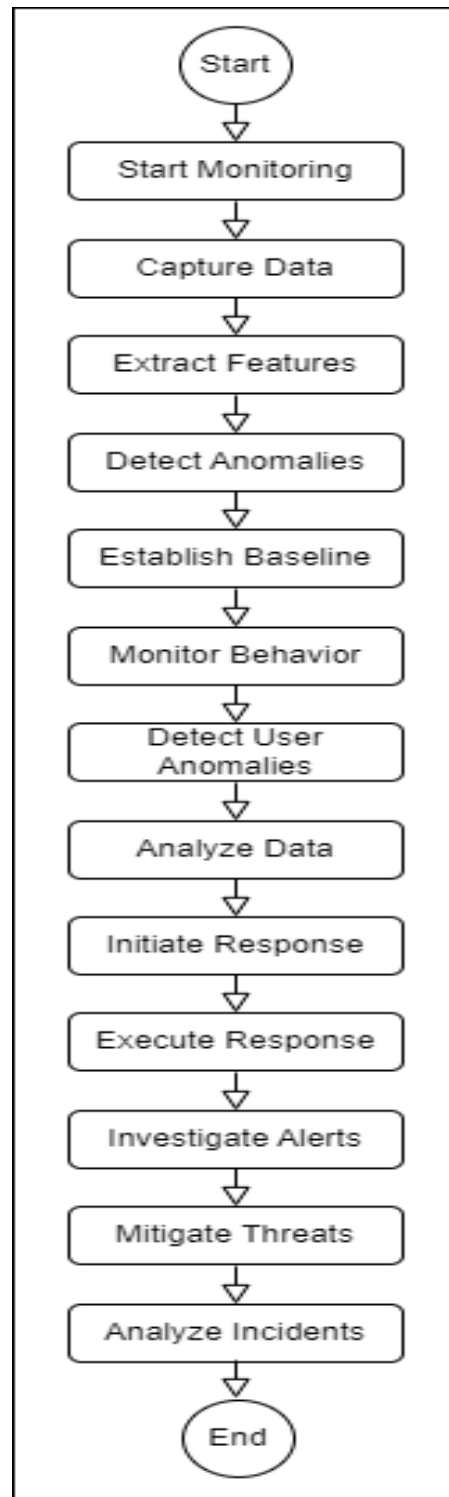 Start
Start Monitoring
Capture Data
Extract Features
Detect Anomalies
Establish Baseline
Monitor Behavior
Detect User
Anomalies
Analyze Data
Initiate Response
Execute Response
Investigate Alerts
Mitigate Threats
Analyze Incidents
End